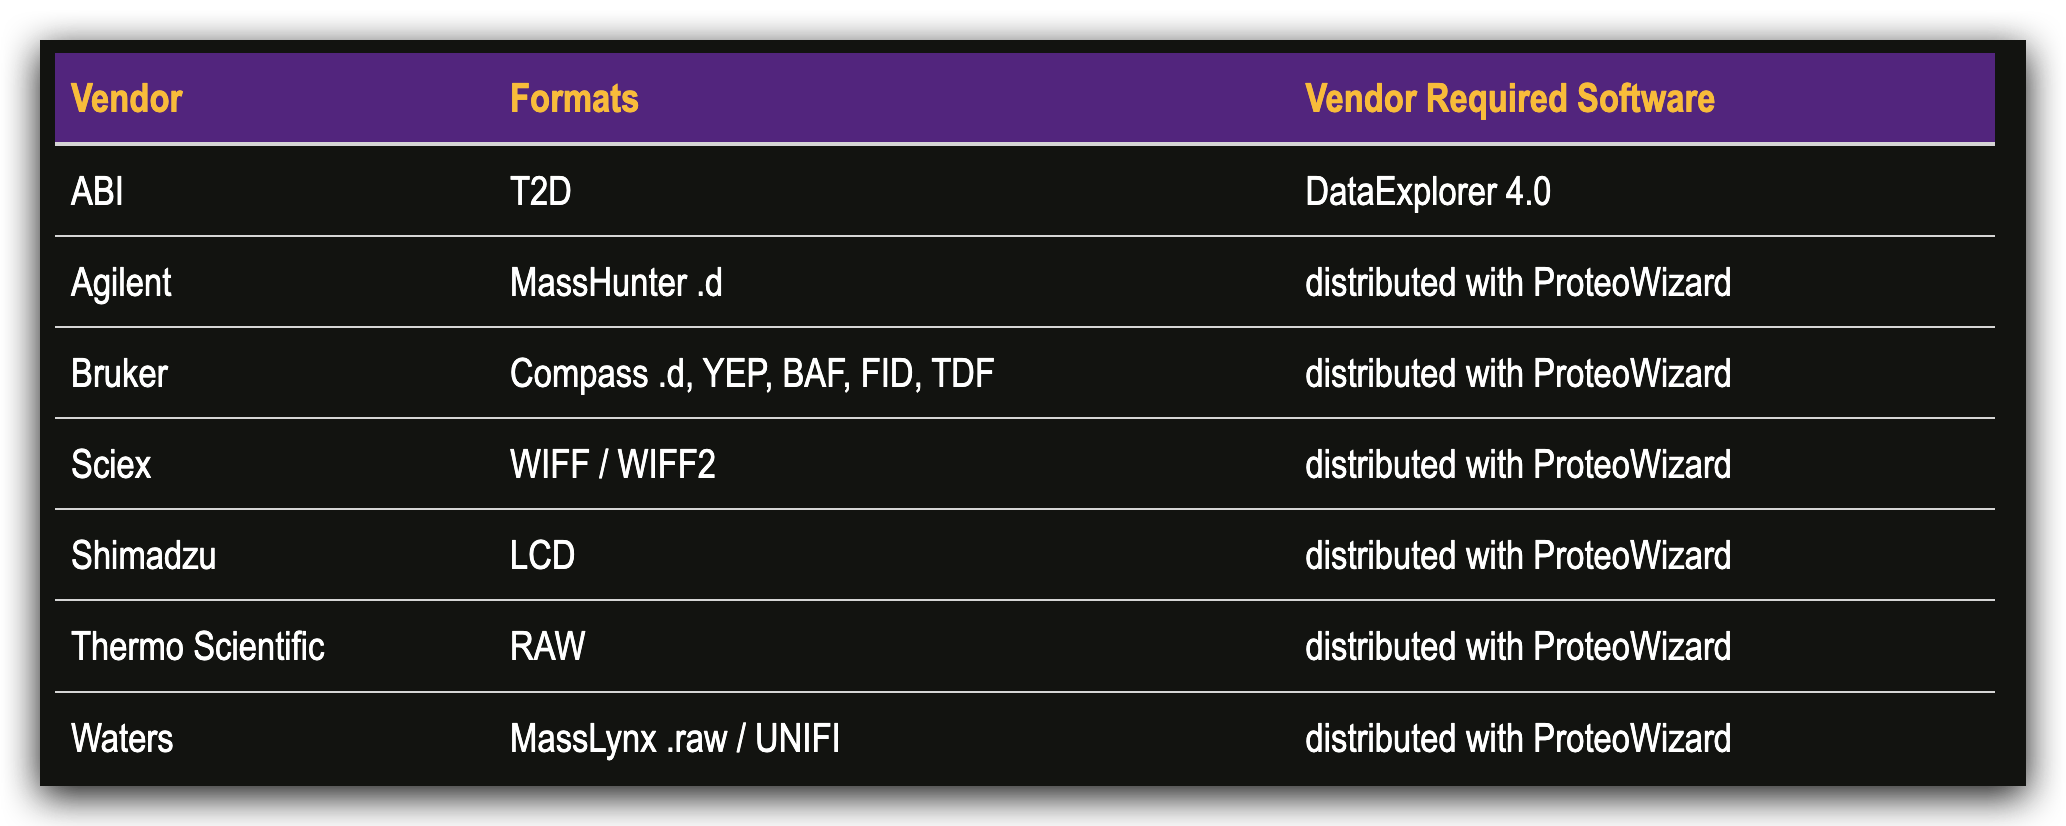 Vendor Formats Vendor Required Software
ABI T2D DataExplorer 4.0
Agilent MassHunter .d distributed with ProteoWizard
Bruker Compass .d, YEP, BAF, FID, TDF distributed with ProteoWizard
Sciex WIFF / WIFF2 distributed with ProteoWizard
Shimadzu LCD distributed with ProteoWizard
Thermo Scientific RAW distributed with ProteoWizard
Waters MassLynx .raw / UNIFI distributed with ProteoWizard